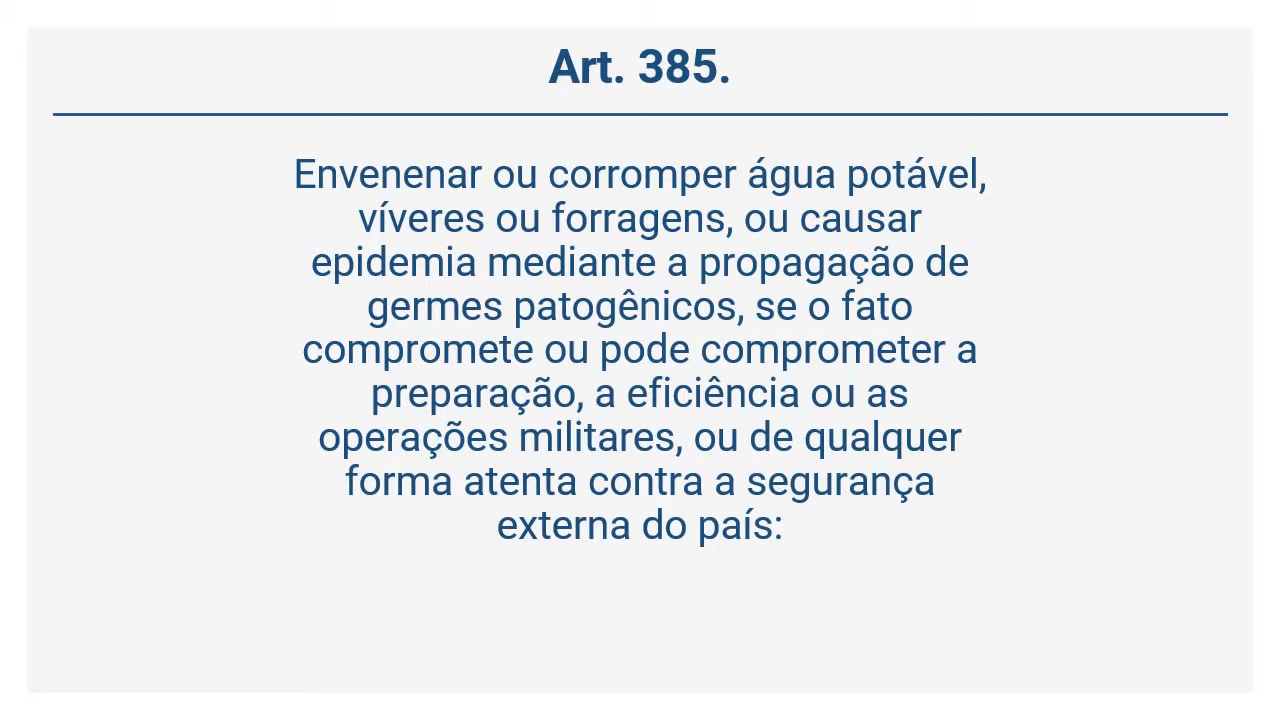 Art. 385.
Envenenar ou corromper água potável,
víveres ou forragens, ou causar
epidemia mediante a propagação de
germes patogênicos, se o fato
compromete ou pode comprometer a
preparação, a eficiência ou as
operações militares, ou de qualquer
forma atenta contra a segurança
externa do país: